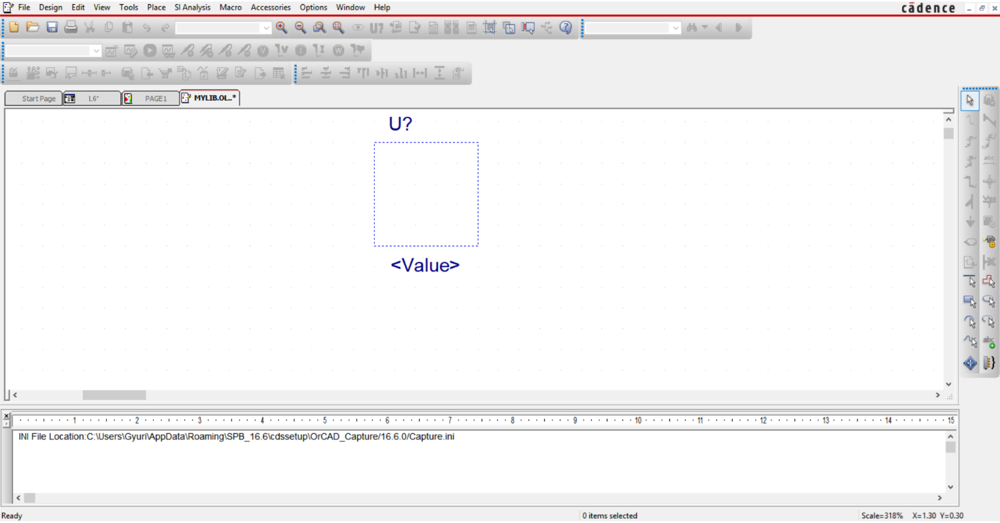 File Design Edit View Tools Place SI Analysis Macro Accessories Options Window Help cādence
U?
Start Page L6* PAGE1 MYLIB.OL..*
U?
<Value>
abc
abc
1 2 3 4 5 6 7 8 9 10 11 12 13 14 15
INI File Location:C:\Users\Gyuri\AppData\Roaming\SPB_16.6\cdssetup\OrCAD_Capture/16.6.0/Capture.ini
Ready 0 items selected Scale=318% X=1.30 Y=0.30